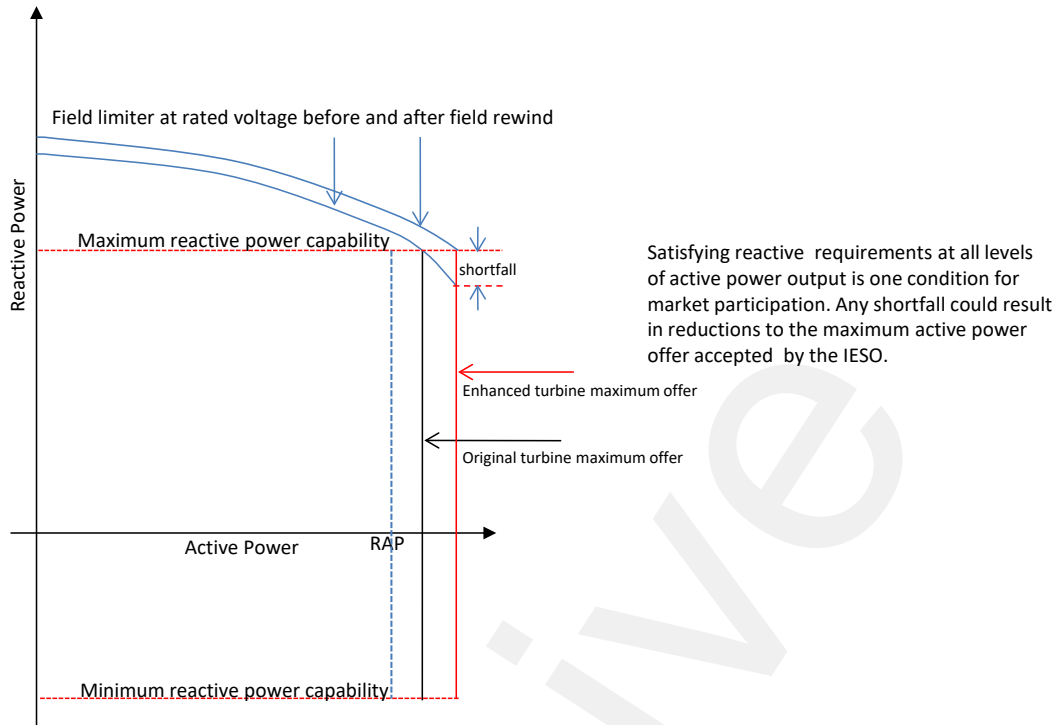 Field limiter at rated voltage before and after field rewind
Reactive Power
Maximum reactive power capability
shortfall
Satisfying reactive requirements at all levels
of active power output is one condition for
market participation. Any shortfall could result
in reductions to the maximum active power
offer accepted by the IESO.
Enhanced turbine maximum offer
Original turbine maximum offer
Active Power
RAP
Minimum reactive power capability
ive